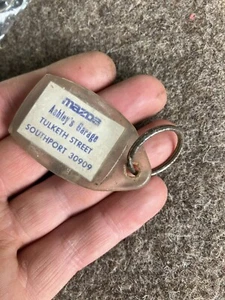 mazda
Ashley's Garage
TULKETH STREET
SOUTHPORT 30909